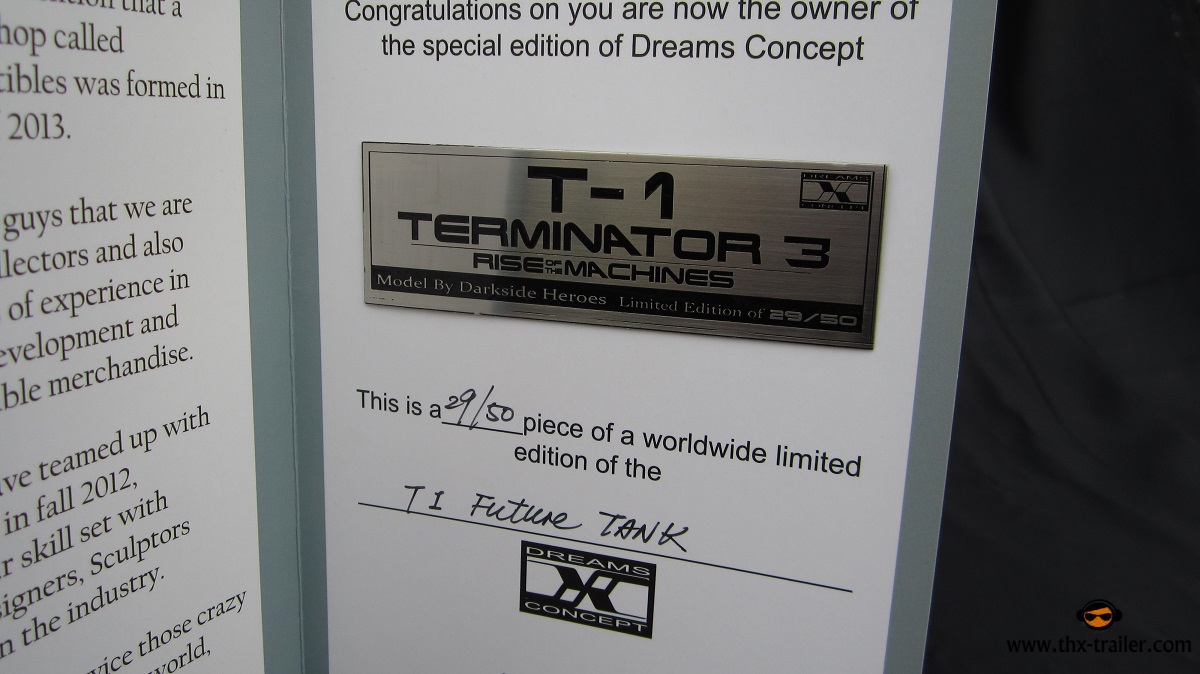 that a
hop called
tibles was formed in
2013.
guys that we are
llectors and also
of experience in
evelopment and
ble merchandise.
ve teamed up with
in fall 2012,
r skill set with
igners, Sculptors
n the industry.
vice those crazy
world,
Congratulations on you are now the owner of
the special edition of Dreams Concept
T-1
DREAMS
CONCEPT
TERMINATOR 3
RISE OF THE MACHINES
Model By Darkside Heroes Limited Edition of 29/50
This is a 29/50 piece of a worldwide limited
edition of the
T1 Future TANK
DREAMS
CONCEPT
www.thx-trailer.com